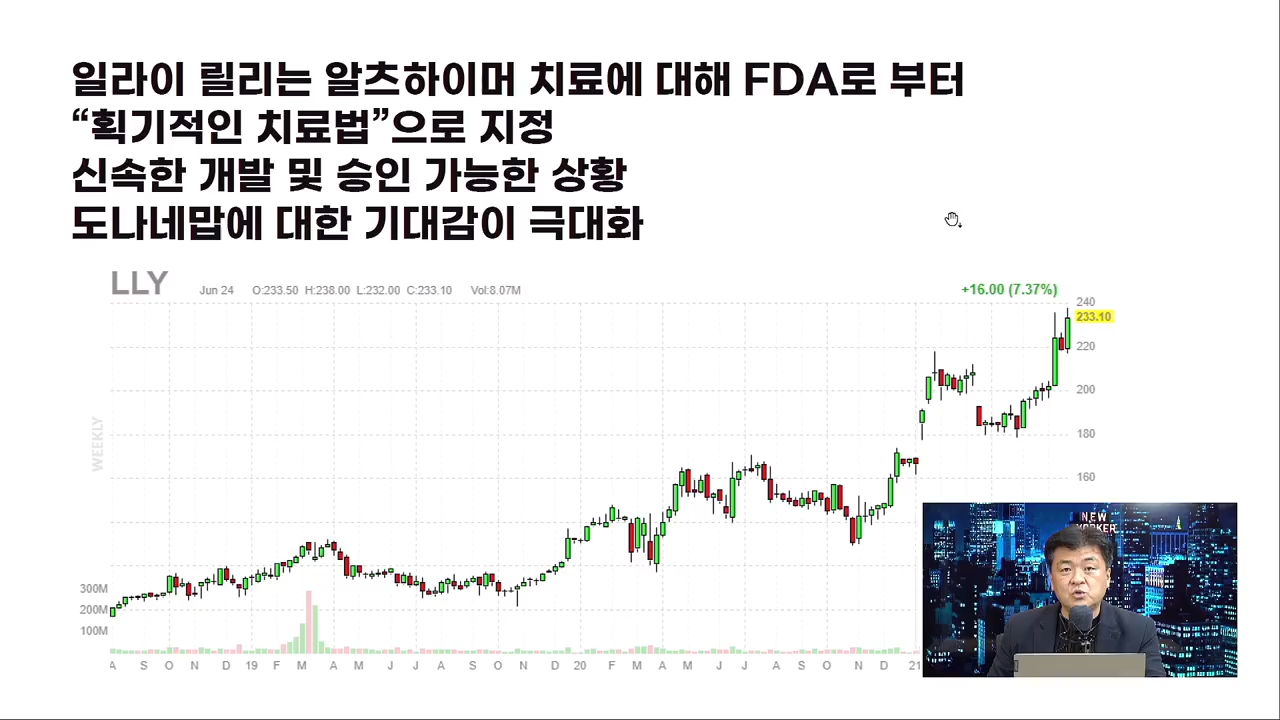 일라이 릴리는 알츠하이머 치료에 대해 FDA로 부터
“획기적인 치료법”으로 지정
신속한 개발 및 승인 가능한 상황
도나네맙에 대한 기대감이 극대화
LLY Jun 24 O:233.50 H:238.00 L:232.00 C:233.10 Vol:8.07M +16.00 (7.37%)
240
233.10
220
200
180
WEEKLY
160
NEW
YORKER
300M
200M
100M
A S O N D 19 F M A M J J A S O N D 20 F M A M J J A S O N D 21